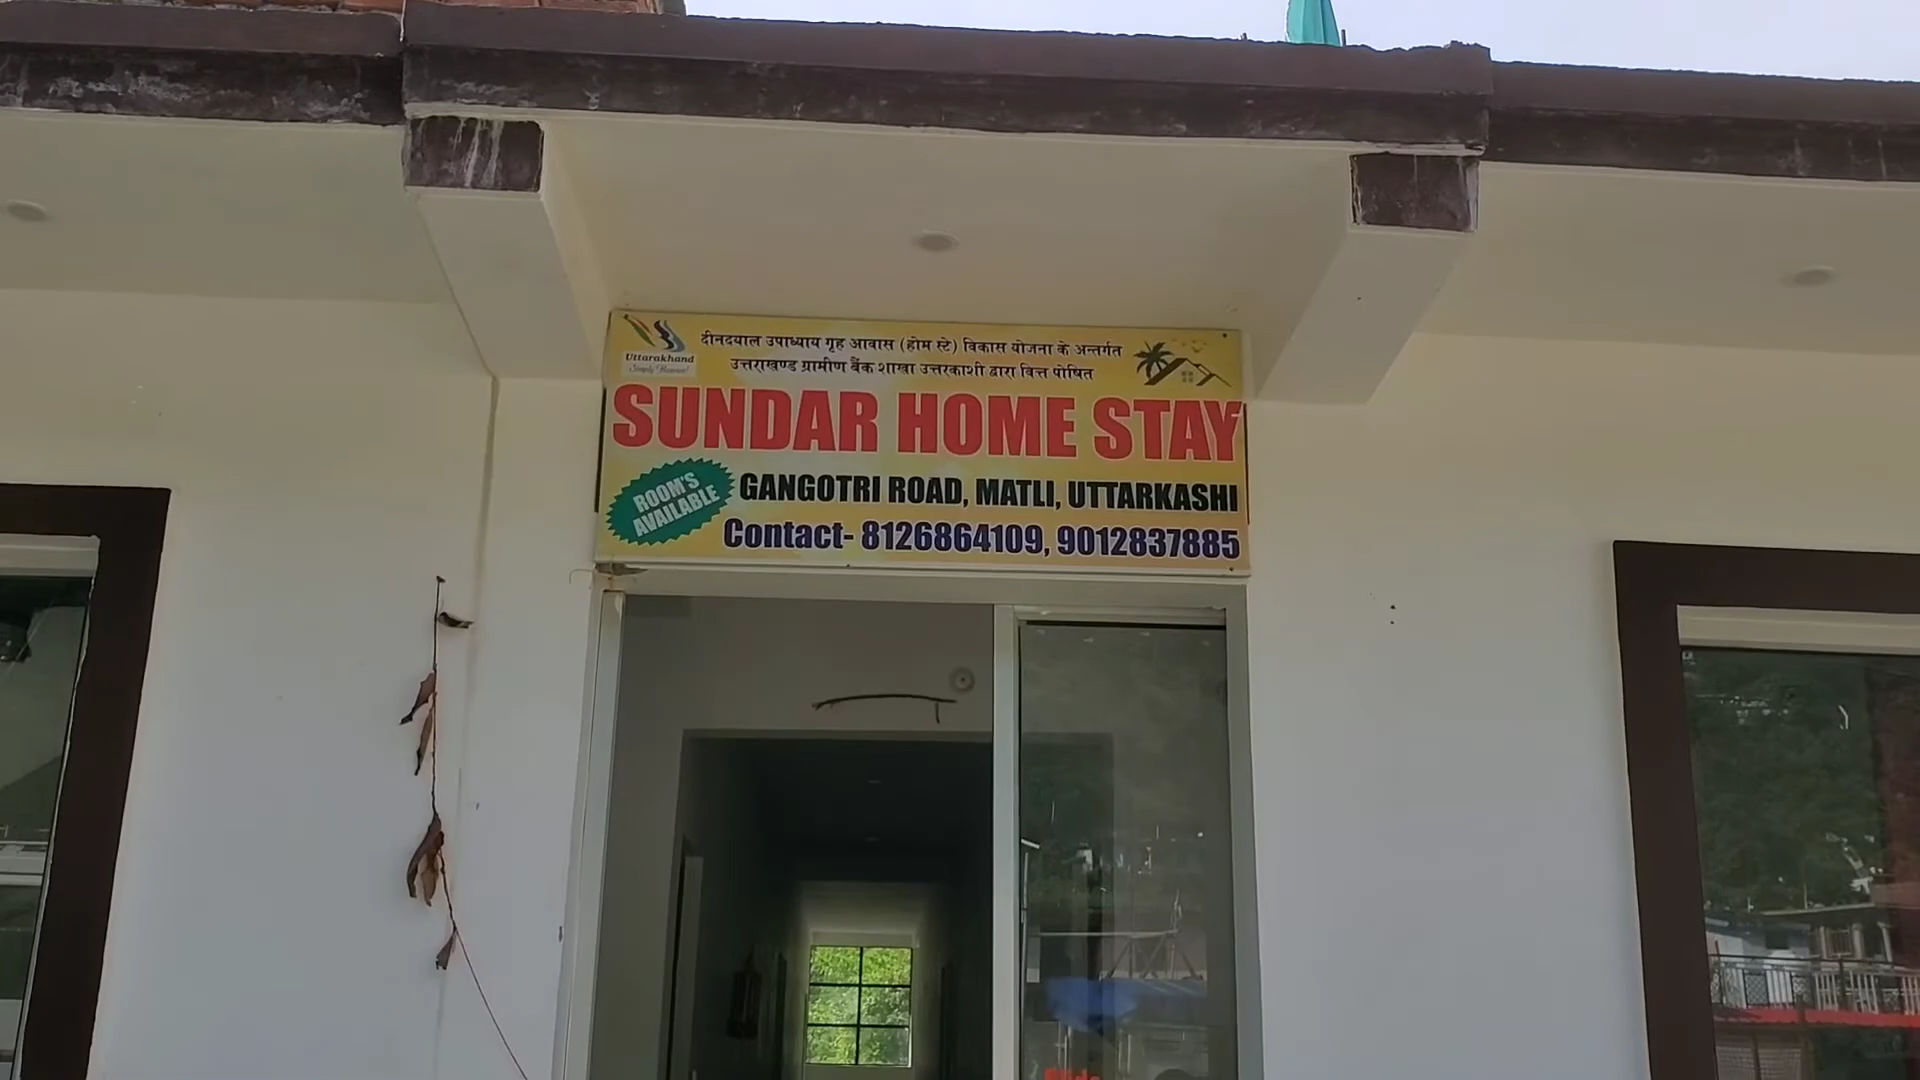 Uttarakhand
Simply Heaven!
दीनदयाल उपाध्याय गृह आवास (होम स्टे) विकास योजना के अन्तर्गत
उत्तराखण्ड ग्रामीण बैंक शाखा उत्तरकाशी द्वारा वित्त पोषित
SUNDAR HOME STAY
ROOM'S
AVAILABLE
GANGOTRI ROAD, MATLI, UTTARKASHI
Contact- 8126864109, 9012837885